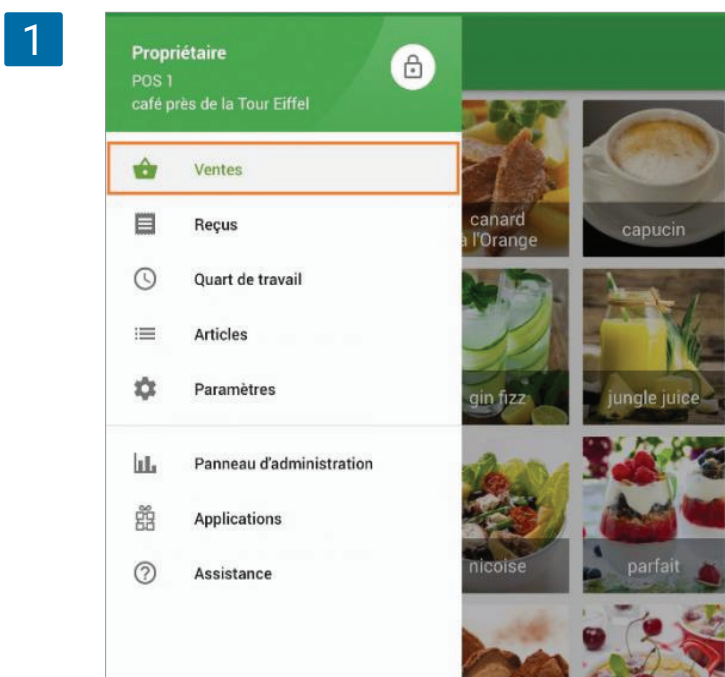 1
Propriétaire
POS 1
café près de la Tour Eiffel
Ventes
Reçus
Quart de travail
Articles
Paramètres
Panneau d'administration
Applications
Assistance
canard
à l'Orange
capucin
gin fizz
jungle juice
nicoise
parfait